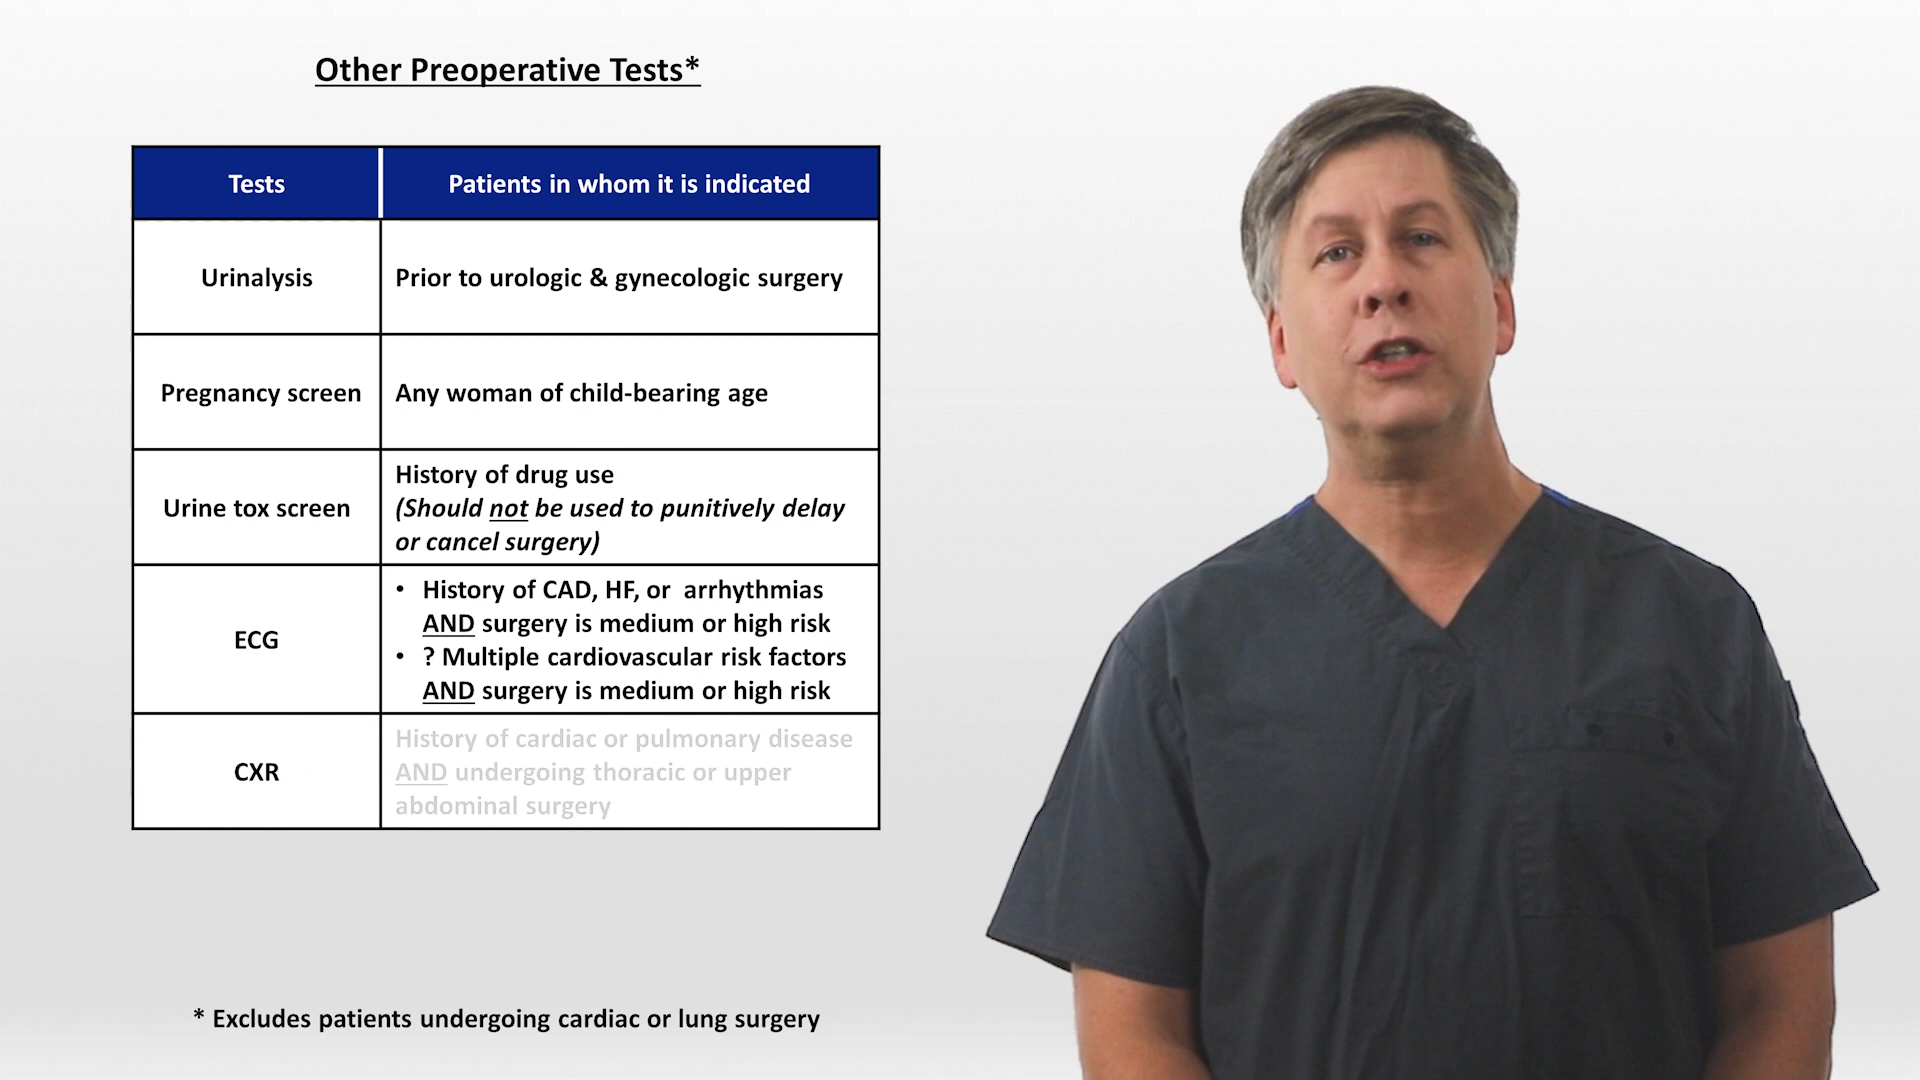 Other Preoperative Tests*
Tests
Patients in whom it is indicated
Urinalysis
Prior to urologic & gynecologic surgery
Pregnancy screen
Any woman of child-bearing age
Urine tox screen
History of drug use
(Should not be used to punitively delay
or cancel surgery)
ECG
• History of CAD, HF, or arrhythmias
AND surgery is medium or high risk
• ? Multiple cardiovascular risk factors
AND surgery is medium or high risk
CXR
History of cardiac or pulmonary disease
AND undergoing thoracic or upper
abdominal surgery
* Excludes patients undergoing cardiac or lung surgery